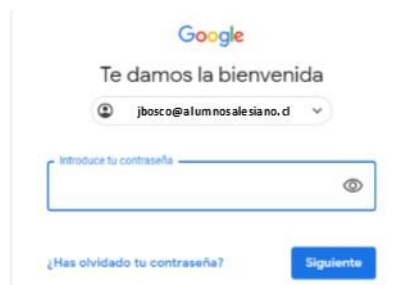 Google
Te damos la bienvenida
jbosco@alumnosalesiano.cl
Introduce tu contraseña
¿Has olvidado tu contraseña?
Siguiente